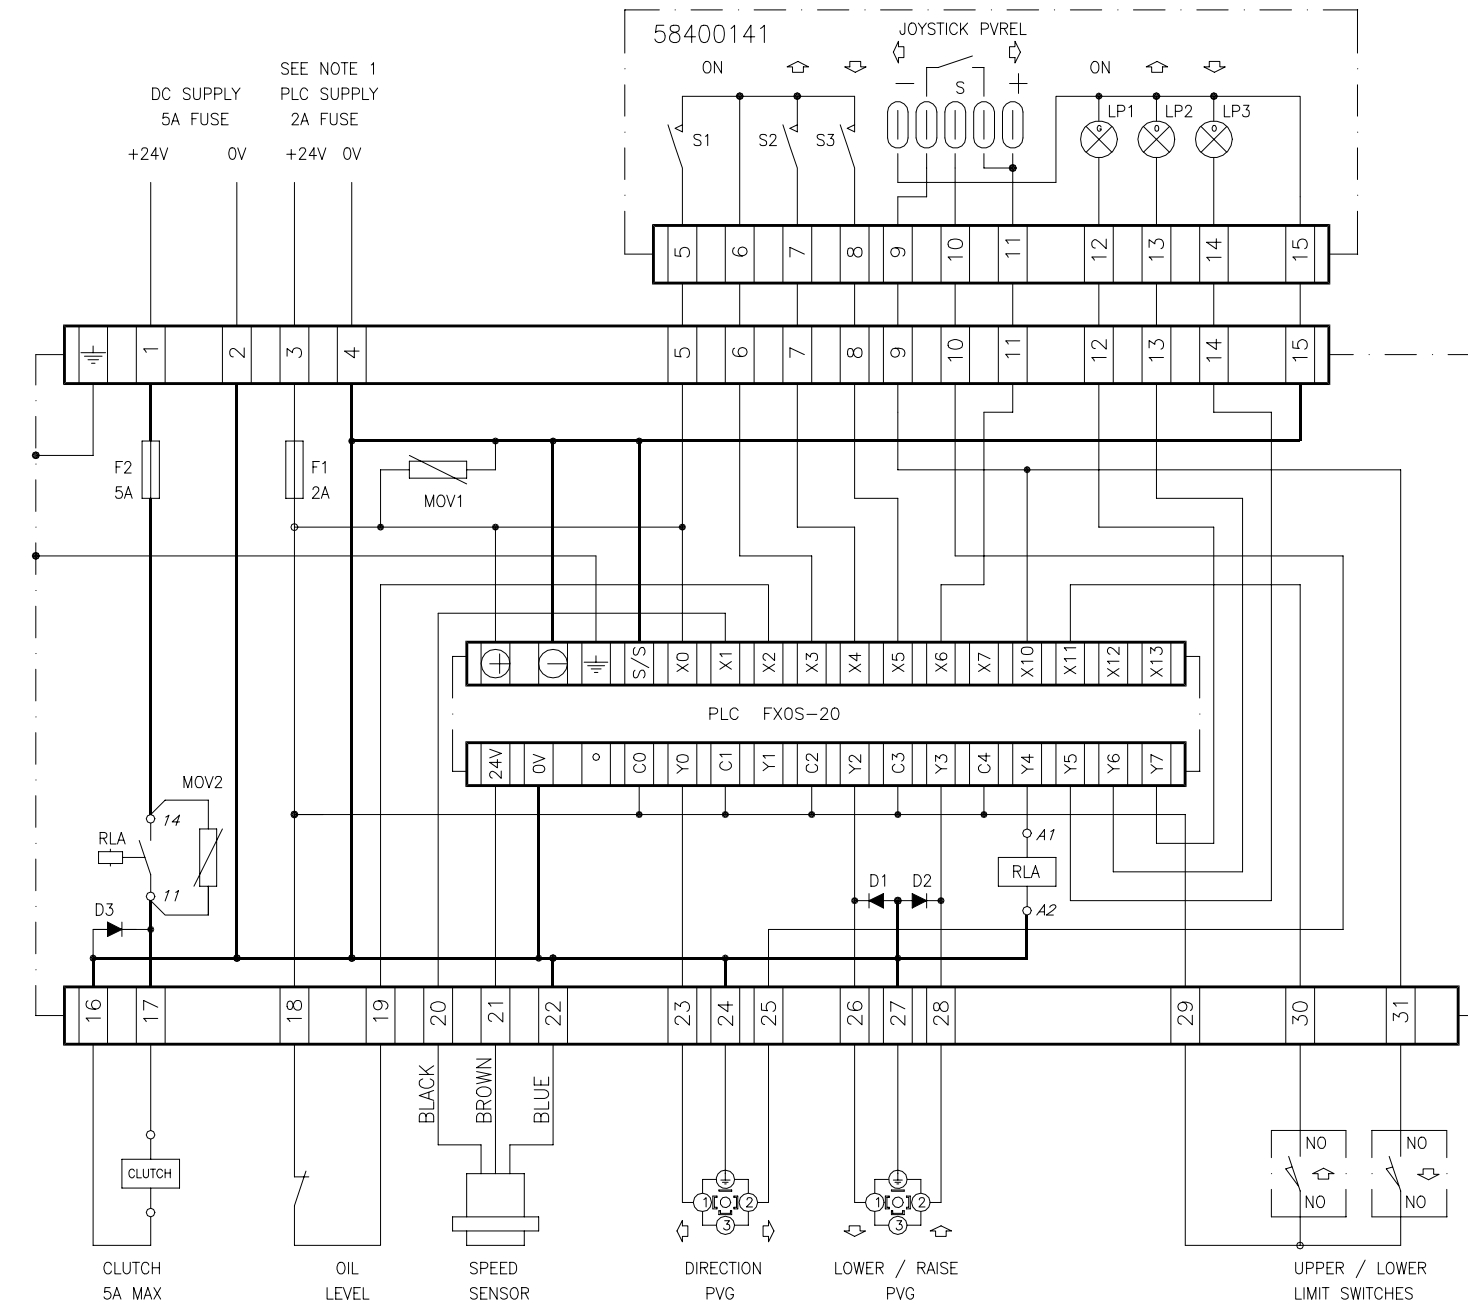 58400141
JOYSTICK PVREL
ON
− S +
ON
S1 S2 S3
LP1 LP2 LP3
G O O
SEE NOTE 1
DC SUPPLY PLC SUPPLY
5A FUSE 2A FUSE
+24V 0V +24V 0V
5 6 7 8 9 10 11 12 13 14 15
1 2 3 4 5 6 7 8 9 10 11 12 13 14 15
F2
5A
F1
2A
MOV1
S/S X0 X1 X2 X3 X4 X5 X6 X7 X10 X11 X12 X13
PLC FX0S-20
24V 0V C0 Y0 C1 Y1 C2 Y2 C3 Y3 C4 Y4 Y5 Y6 Y7
MOV2
14
RLA
11
D3
A1
RLA
A2
D1 D2
16 17 18 19 20 21 22 23 24 25 26 27 28 29 30 31
BLACK BROWN BLUE
CLUTCH
1 2 3
1 2 3
NO NO
NO NO
CLUTCH
5A MAX
OIL
LEVEL
SPEED
SENSOR
DIRECTION
PVG
LOWER / RAISE
PVG
UPPER / LOWER
LIMIT SWITCHES